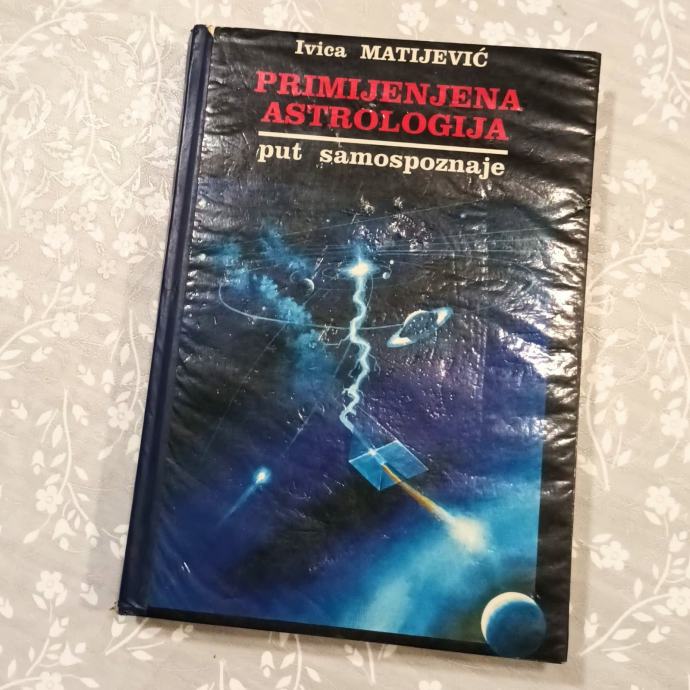 Ivica MATIJEVIĆ
PRIMIJENJENA
ASTROLOGIJA
put samospoznaje